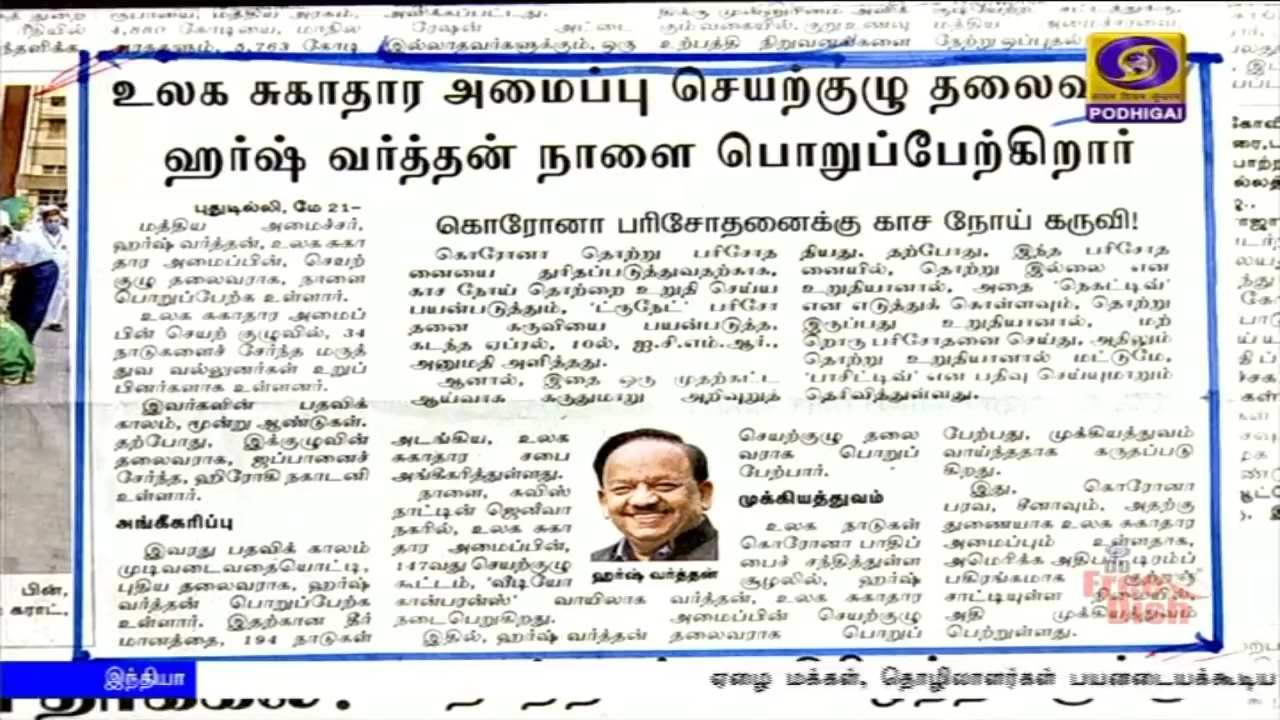 உலக சுகாதார அமைப்பு செயற்குழு
ஹர்ஷ் வர்த்தன் நாளை பொறுப்பேற்கிறார்
PODHIGAI
புதுடில்லி, மே 21–
மத்திய அமைச்சர்,
ஹர்ஷ் வர்த்தன், உலக சுகா
தார அமைப்பின், செயற்
குழு தலைவராக, நாளை
பொறுப்பேற்க உள்ளார்.
உலக சுகாதார அமைப்
பின் செயற் குழுவில், 34
நாடுகளைச் சேர்ந்த மருத்
துவ வல்லுனர்கள் உறுப்
பினர்களாக உள்ளனர்.
இவர்களின் பதவிக்
காலம், மூன்று ஆண்டுகள்.
தற்போது, இக்குழுவின்
தலைவராக, ஜப்பானைச்
சேர்ந்த, ஹிரோகி நகாடனி
உள்ளார்.
அங்கீகரிப்பு
இவரது பதவிக் காலம்
முடிவடைவதையொட்டி,
புதிய தலைவராக, ஹர்ஷ்
வர்த்தன் பொறுப்பேற்க
உள்ளார். இதற்கான தீர்
மானத்தை, 194 நாடுகள்
கொரோனா பரிசோதனைக்கு காச நோய் கருவி!
கொரோனா தொற்று பரிசோ
னையை துரிதப்படுத்துவதற்காக,
காச நோய் தொற்றை உறுதி செய்ய
பயன்படுத்தும், 'ட்ரூநேட்' பரிசோ
தனை கருவியை பயன்படுத்த,
கடந்த ஏப்ரல், 10ல், ஐ.சி.எம்.ஆர்.,
அனுமதி அளித்தது.
ஆனால், இதை ஒரு முதற்கட்ட
ஆய்வாக கருதுமாறு அறிவுறுத்
தியது. தற்போது, இந்த பரிசோத
னையில், தொற்று இல்லை என
உறுதியானால், அதை 'நெகட்டிவ்'
என எடுத்துக் கொள்ளவும், தொற்று
இருப்பது உறுதியானால், மற்
றொரு பரிசோதனை செய்து, அதிலும்
தொற்று உறுதியானால் மட்டுமே,
'பாசிட்டிவ்' என பதிவு செய்யுமாறும்
தெரிவித்துள்ளது.
அடங்கிய, உலக
சுகாதார சபை
அங்கீகரித்துள்ளது.
நாளை, சுவிஸ்
நாட்டின் ஜெனீவா
நகரில், உலக சுகா
தார அமைப்பின்,
147வது செயற்குழு
கூட்டம், 'வீடியோ
கான்பரன்ஸ்' வாயிலாக
நடைபெறுகிறது.
இதில், ஹர்ஷ் வர்த்தன்
ஹர்ஷ் வர்த்தன்
செயற்குழு தலை
வராக பொறுப்
பேற்பார்.
முக்கியத்துவம்
உலக நாடுகள்
கொரோனா பாதிப்
பைச் சந்தித்துள்ள
சூழலில், ஹர்ஷ்
வர்த்தன், உலக சுகாதார
அமைப்பின் செயற்குழு
தலைவராக பொறுப்
பேற்பது, முக்கியத்துவம்
வாய்ந்ததாக கருதப்படு
கிறது.
இது, கொரோனா
பரவ, சீனாவும், அதற்கு
துணையாக உலக சுகாதார
அமைப்பும் உள்ளதாக,
அமெரிக்க அதிபர் டிரம்ப்
பகிரங்கமாக குற்றஞ்
சாட்டியுள்ள நிலையில்
அதி முக்கியத்துவம்
பெற்றுள்ளது.
இந்தியா
ஏழை மக்கள், தொழிலாளர்கள் பயனடையக்கூடிய